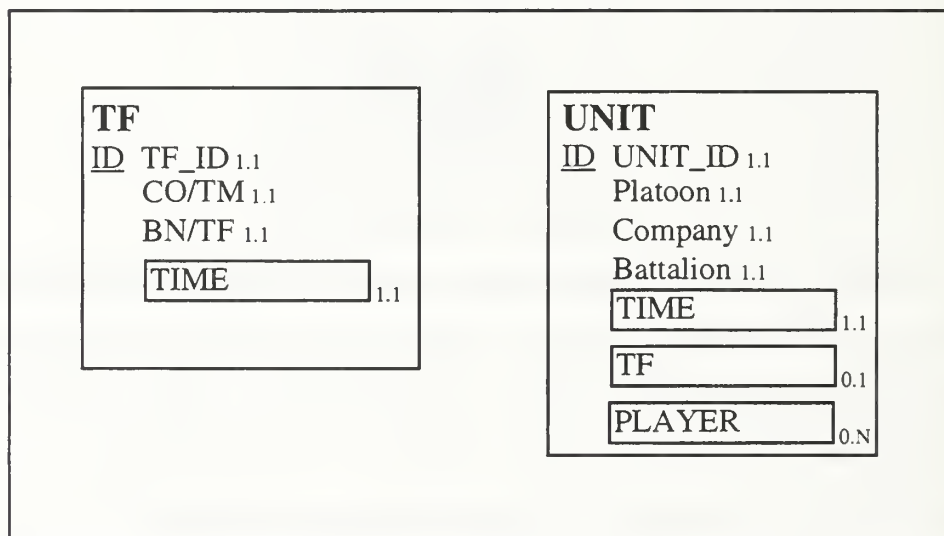 TF
ID TF_ID 1.1
CO/TM 1.1
BN/TF 1.1
TIME 1.1
UNIT
ID UNIT_ID 1.1
Platoon 1.1
Company 1.1
Battalion 1.1
TIME 1.1
TF 0.1
PLAYER 0.N